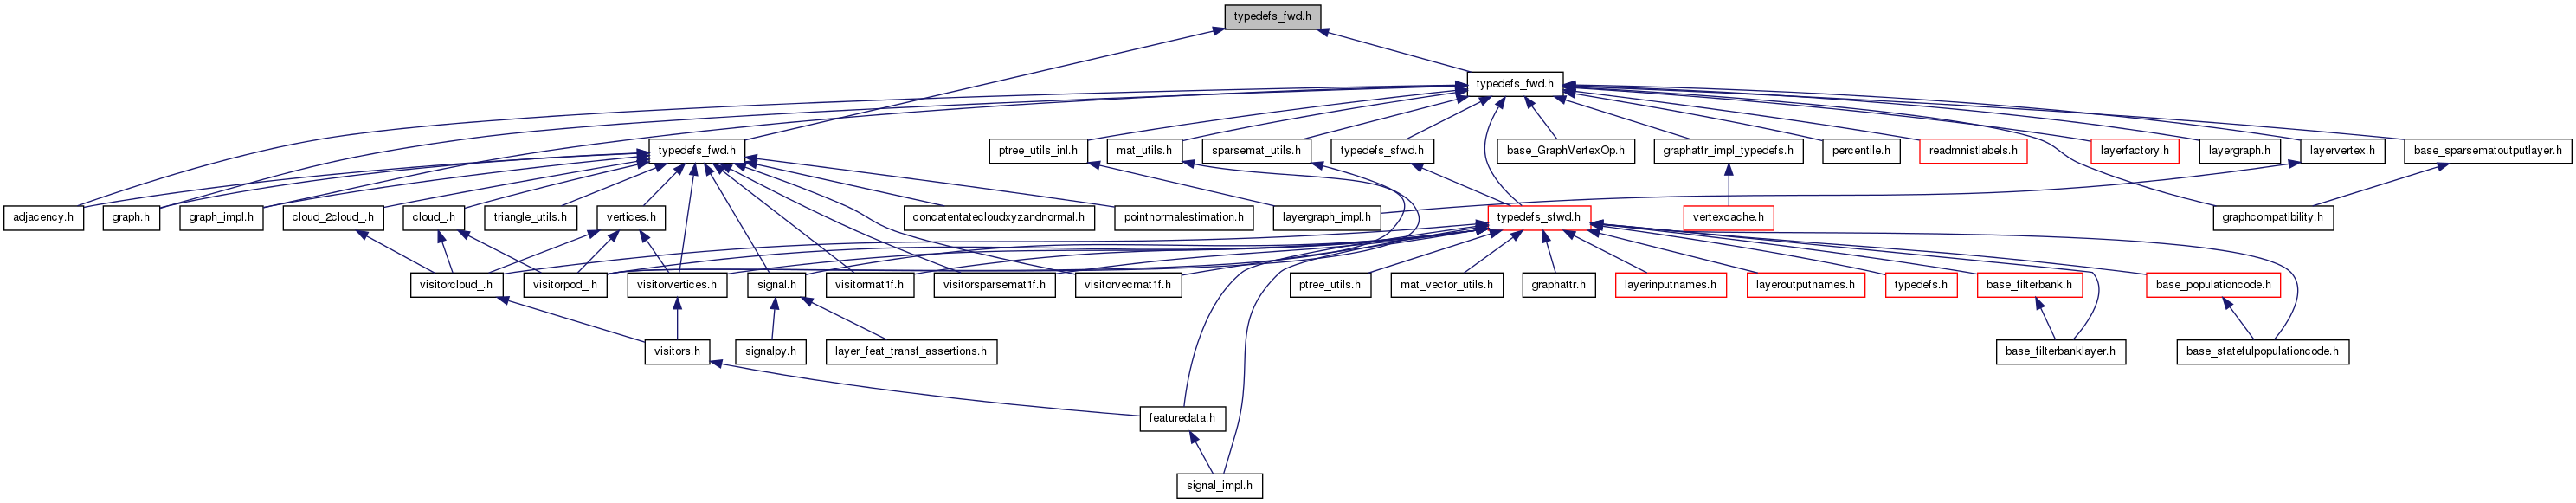 typedefs_fwd.h
typedefs_fwd.h
typedefs_fwd.h
ptree_utils_inl.h
mat_utils.h
sparsemat_utils.h
typedefs_sfwd.h
base_GraphVertexOp.h
graphattr_impl_typedefs.h
percentile.h
readmnistlabels.h
layerfactory.h
layergraph.h
layervertex.h
base_sparsematoutputlayer.h
adjacency.h
graph.h
graph_impl.h
cloud_2cloud_.h
cloud_.h
triangle_utils.h
vertices.h
concatentatecloudxyzandnormal.h
pointnormalestimation.h
layergraph_impl.h
typedefs_sfwd.h
vertexcache.h
graphcompatibility.h
visitorcloud_.h
visitorpod_.h
visitorvertices.h
signal.h
visitormat1f.h
visitorsparsemat1f.h
visitorvecmat1f.h
ptree_utils.h
mat_vector_utils.h
graphattr.h
layerinputnames.h
layeroutputnames.h
typedefs.h
base_filterbank.h
base_populationcode.h
visitors.h
signalpy.h
layer_feat_transf_assertions.h
base_filterbanklayer.h
base_statefulpopulationcode.h
featuredata.h
signal_impl.h